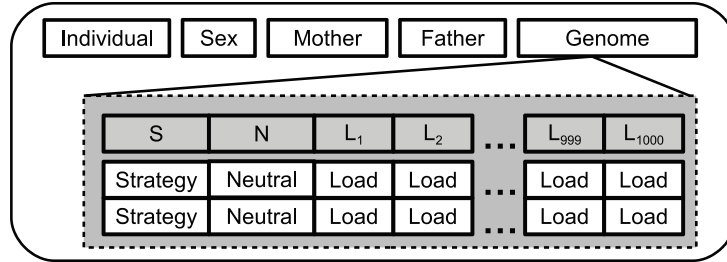 Individual Sex Mother Father Genome
S N L₁ L₂ ... L₉₉₉ L₁₀₀₀
Strategy Neutral Load Load ... Load Load
Strategy Neutral Load Load ... Load Load